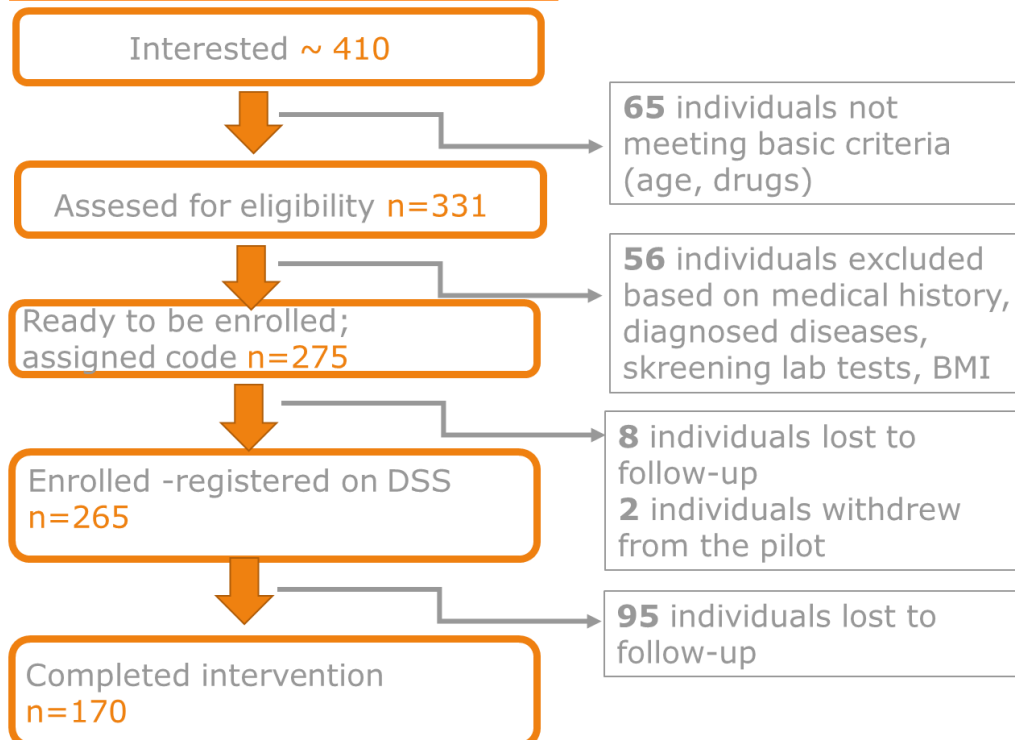 Interested ~ 410
65 individuals not
meeting basic criteria
(age, drugs)
Assesed for eligibility n=331
56 individuals excluded
based on medical history,
diagnosed diseases,
skreening lab tests, BMI
Ready to be enrolled;
assigned code n=275
8 individuals lost to
follow-up
2 individuals withdrew
from the pilot
Enrolled -registered on DSS
n=265
95 individuals lost to
follow-up
Completed intervention
n=170